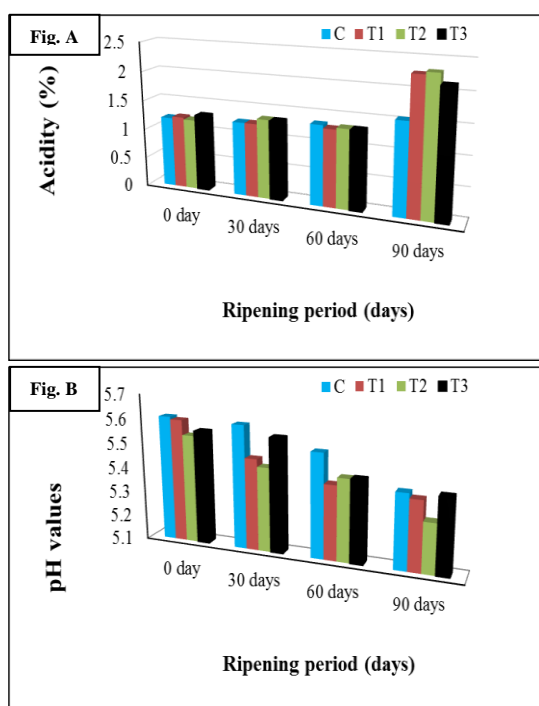 Fig. A
C T1 T2 T3
2.5
2
1.5
1
0.5
0
Acidity (%)
0 day
30 days
60 days
90 days
Ripening period (days)
Fig. B
C T1 T2 T3
5.7
5.6
5.5
5.4
5.3
5.2
5.1
pH values
0 day
30 days
60 days
90 days
Ripening period (days)